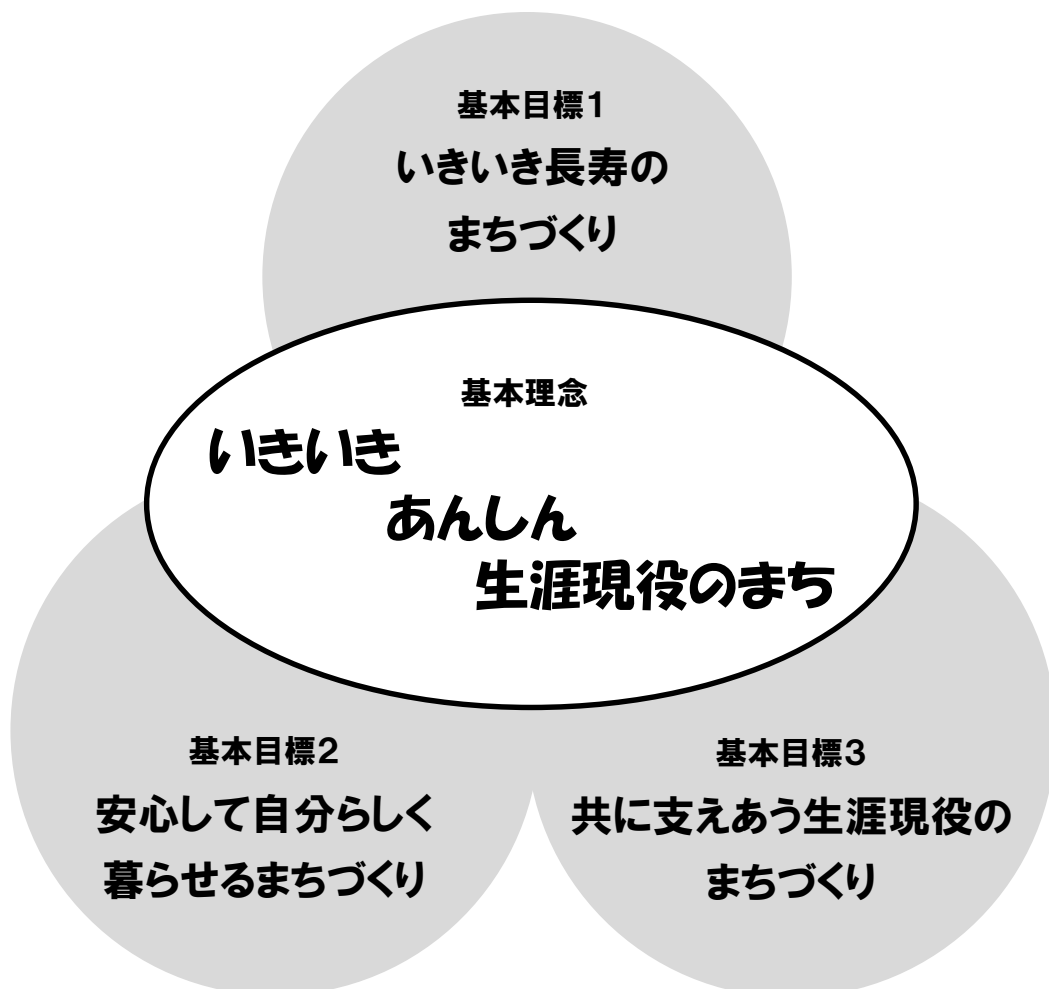 基本目標1
いきいき長寿の
まちづくり
基本理念
いきいき
あんしん
生涯現役のまち
基本目標2
安心して自分らしく
暮らせるまちづくり
基本目標3
共に支えあう生涯現役の
まちづくり